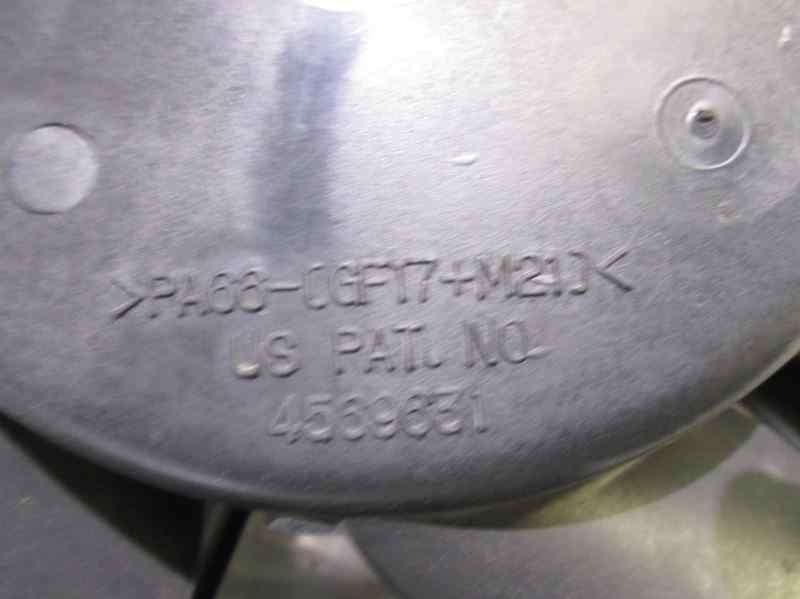 >PA66-(GF17+M21)<
US PAT. NO
4569631